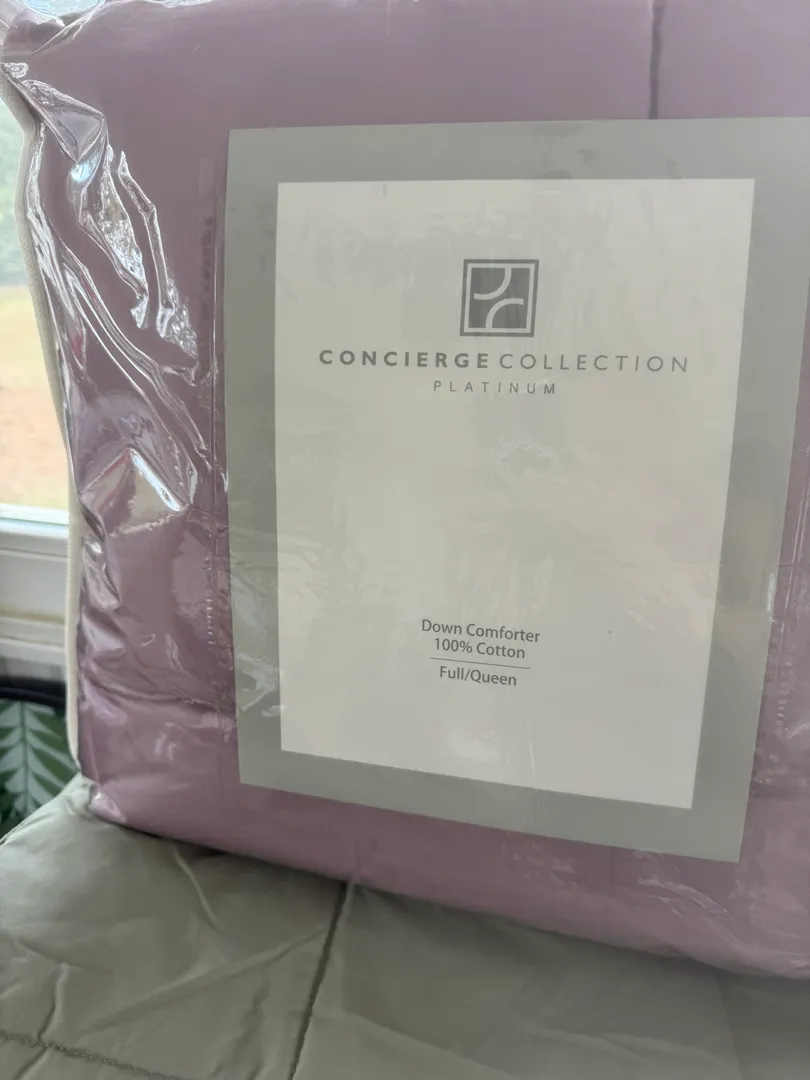 CONCIERGE COLLECTION
PLATINUM
Down Comforter
100% Cotton
Full/Queen